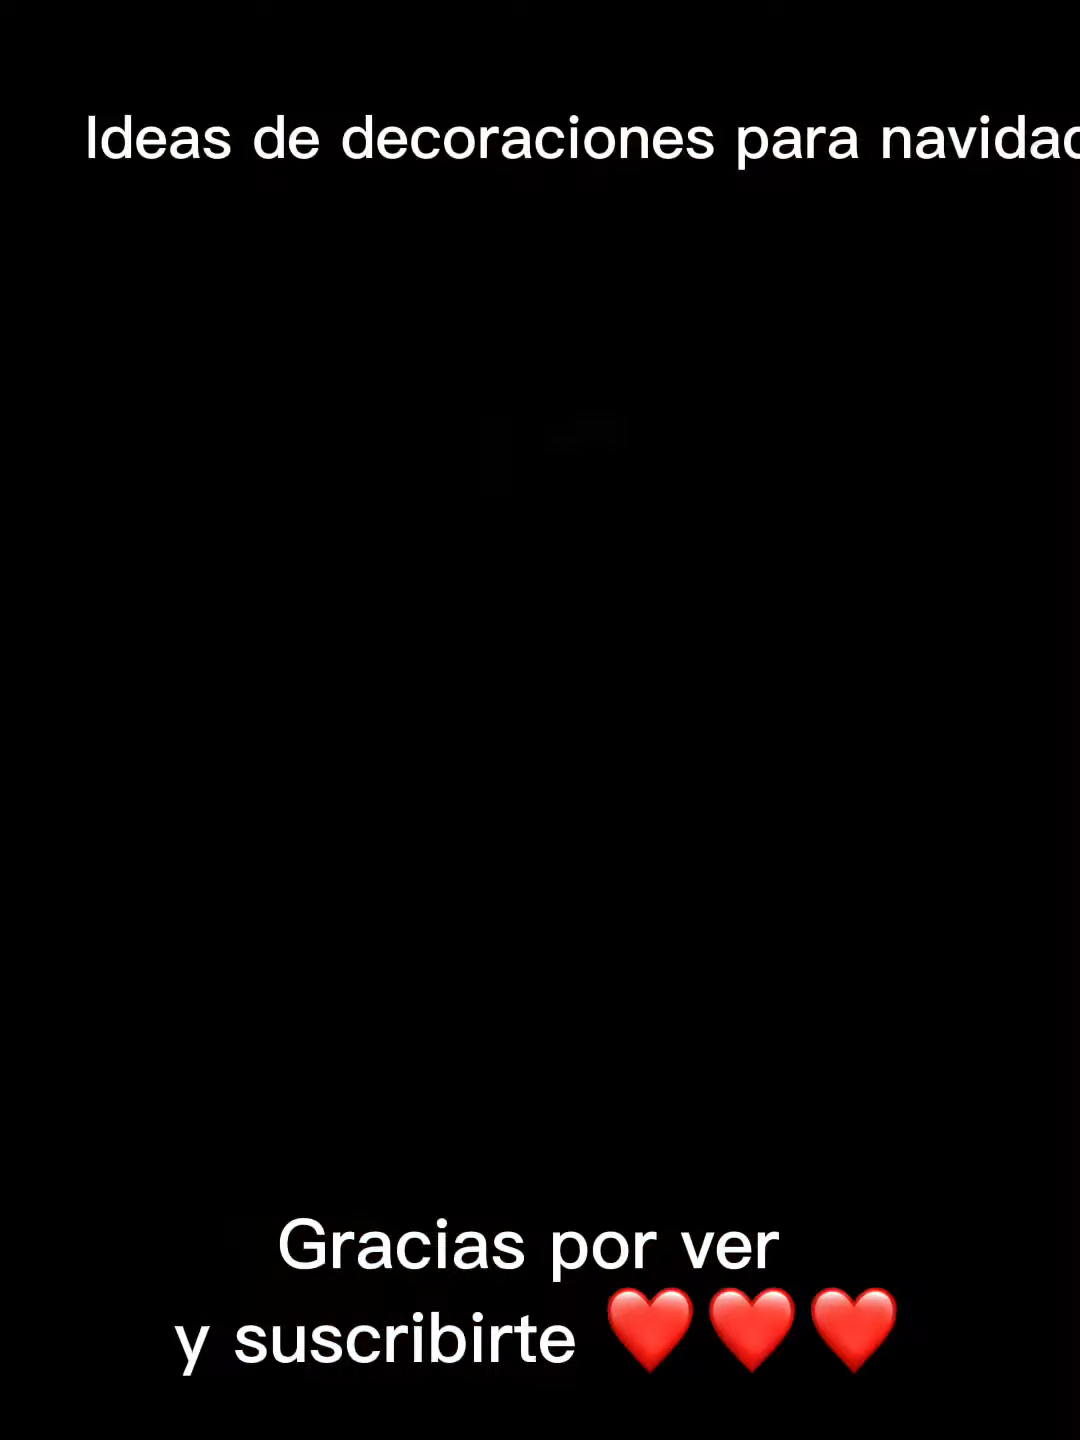 Ideas de decoraciones para navidad
Gracias por ver
y suscribirte ❤️❤️❤️